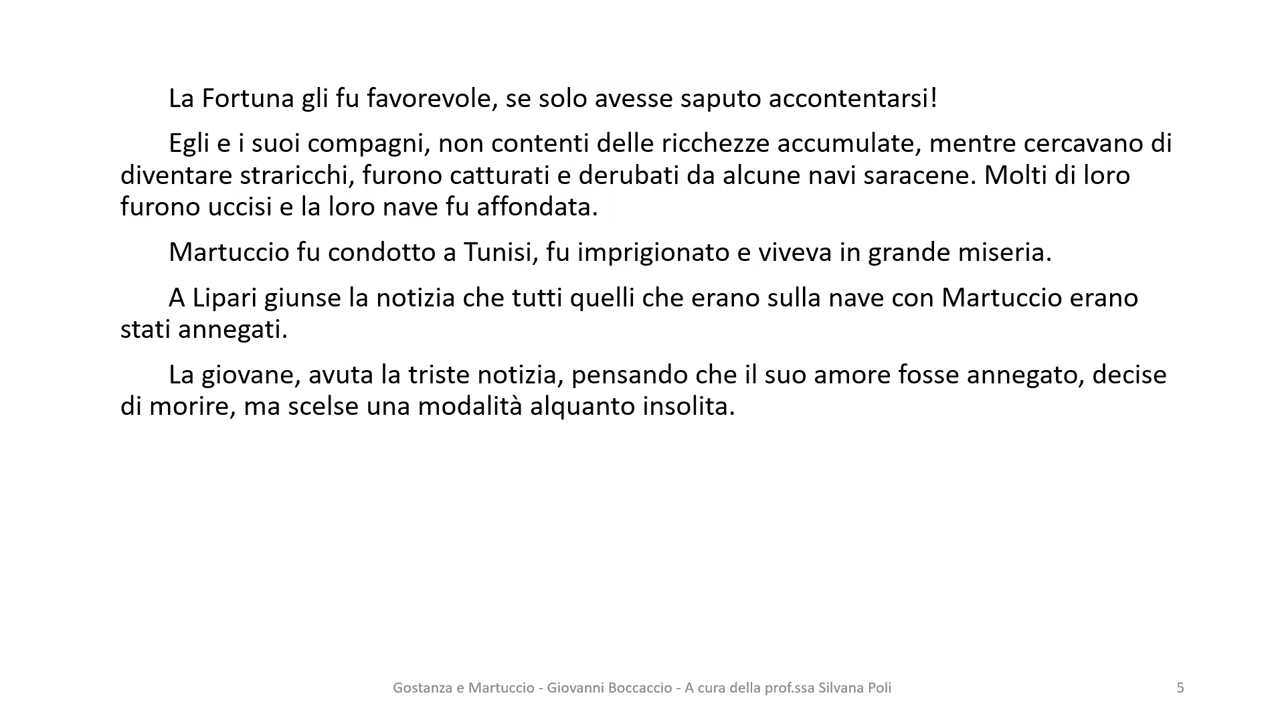 La Fortuna gli fu favorevole, se solo avesse saputo accontentarsi!
Egli e i suoi compagni, non contenti delle ricchezze accumulate, mentre cercavano di
diventare straricchi, furono catturati e derubati da alcune navi saracene. Molti di loro
furono uccisi e la loro nave fu affondata.
Martuccio fu condotto a Tunisi, fu imprigionato e viveva in grande miseria.
A Lipari giunse la notizia che tutti quelli che erano sulla nave con Martuccio erano
stati annegati.
La giovane, avuta la triste notizia, pensando che il suo amore fosse annegato, decise
di morire, ma scelse una modalità alquanto insolita.
Gostanza e Martuccio - Giovanni Boccaccio - A cura della prof.ssa Silvana Poli
5